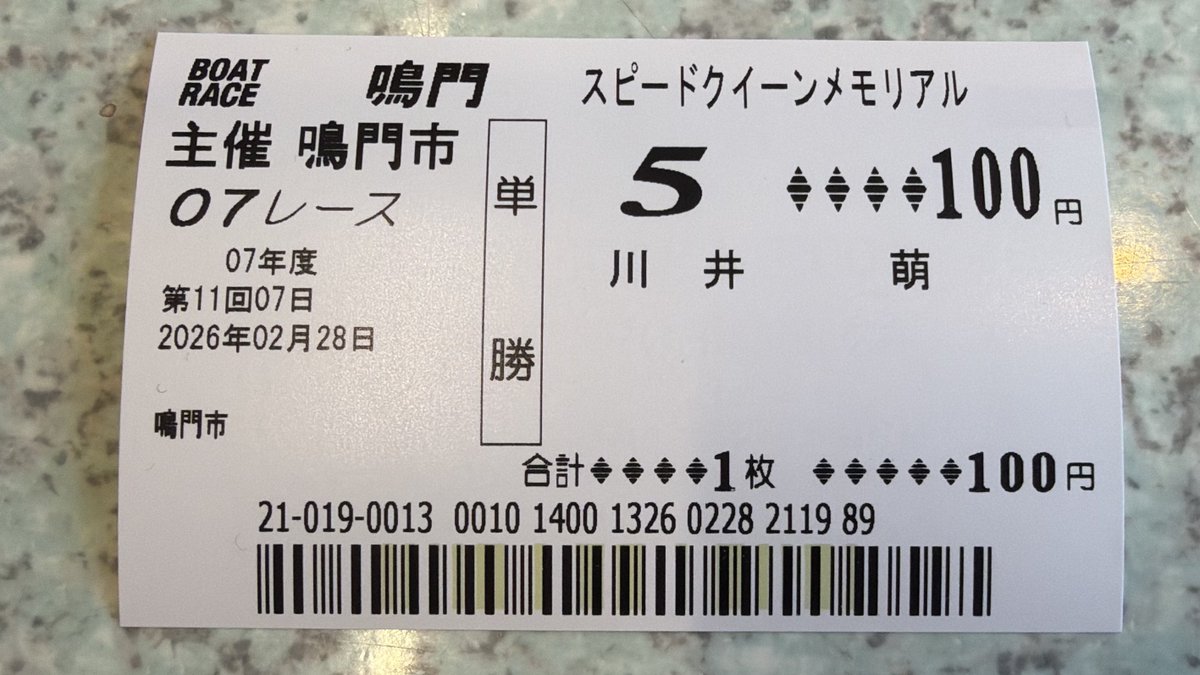 BOAT RACE 鳴門 スピードクイーンメモリアル
主催 鳴門市
07レース
07年度
第11回07日
2026年02月28日
鳴門市
単勝
5 100円
川井 萌
合計 1枚 100円
21-019-0013 0010 1400 1326 0228 2119 89